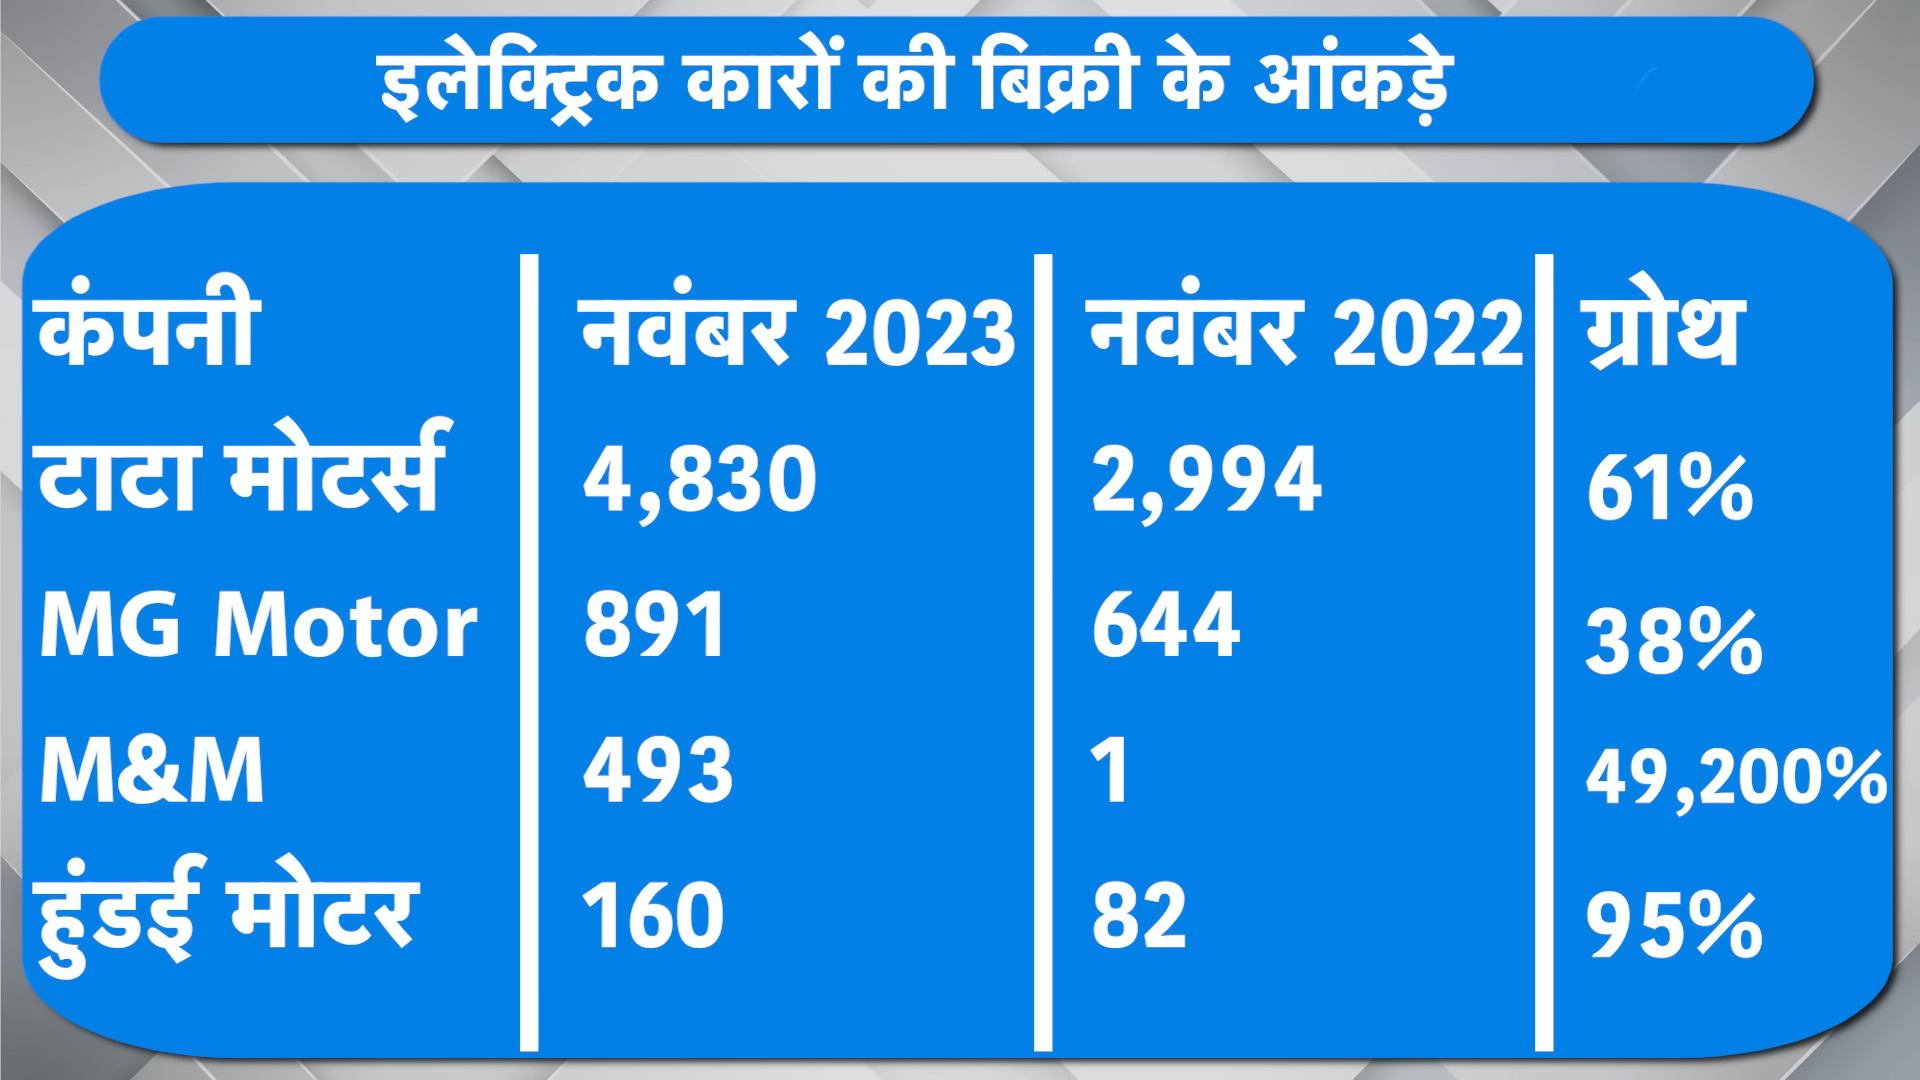 इलेक्ट्रिक कारों की बिक्री के आंकड़े
कंपनी नवंबर 2023 नवंबर 2022 ग्रोथ
टाटा मोटर्स 4,830 2,994 61%
MG Motor 891 644 38%
M&M 493 1 49,200%
हुंडई मोटर 160 82 95%